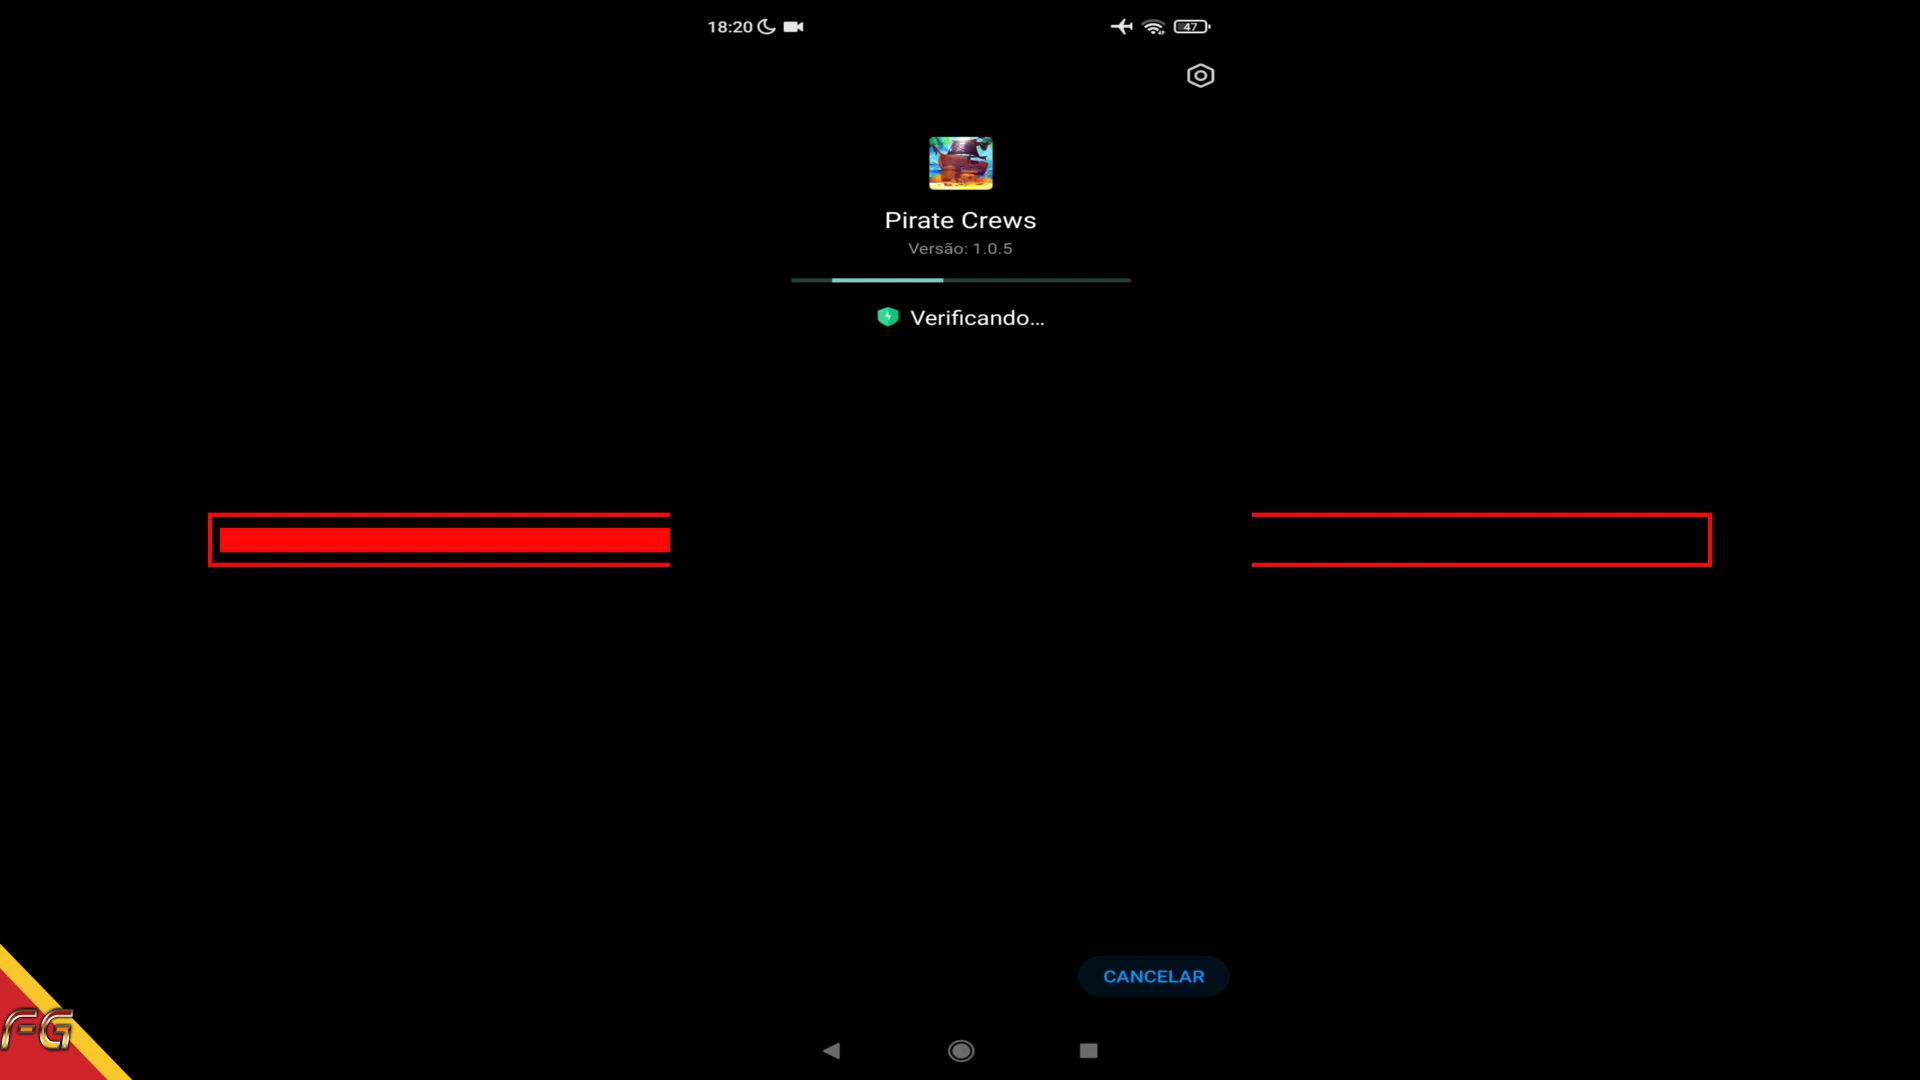 18:20
47
Pirate Crews
Versão: 1.0.5
Verificando...
CANCELAR
FG